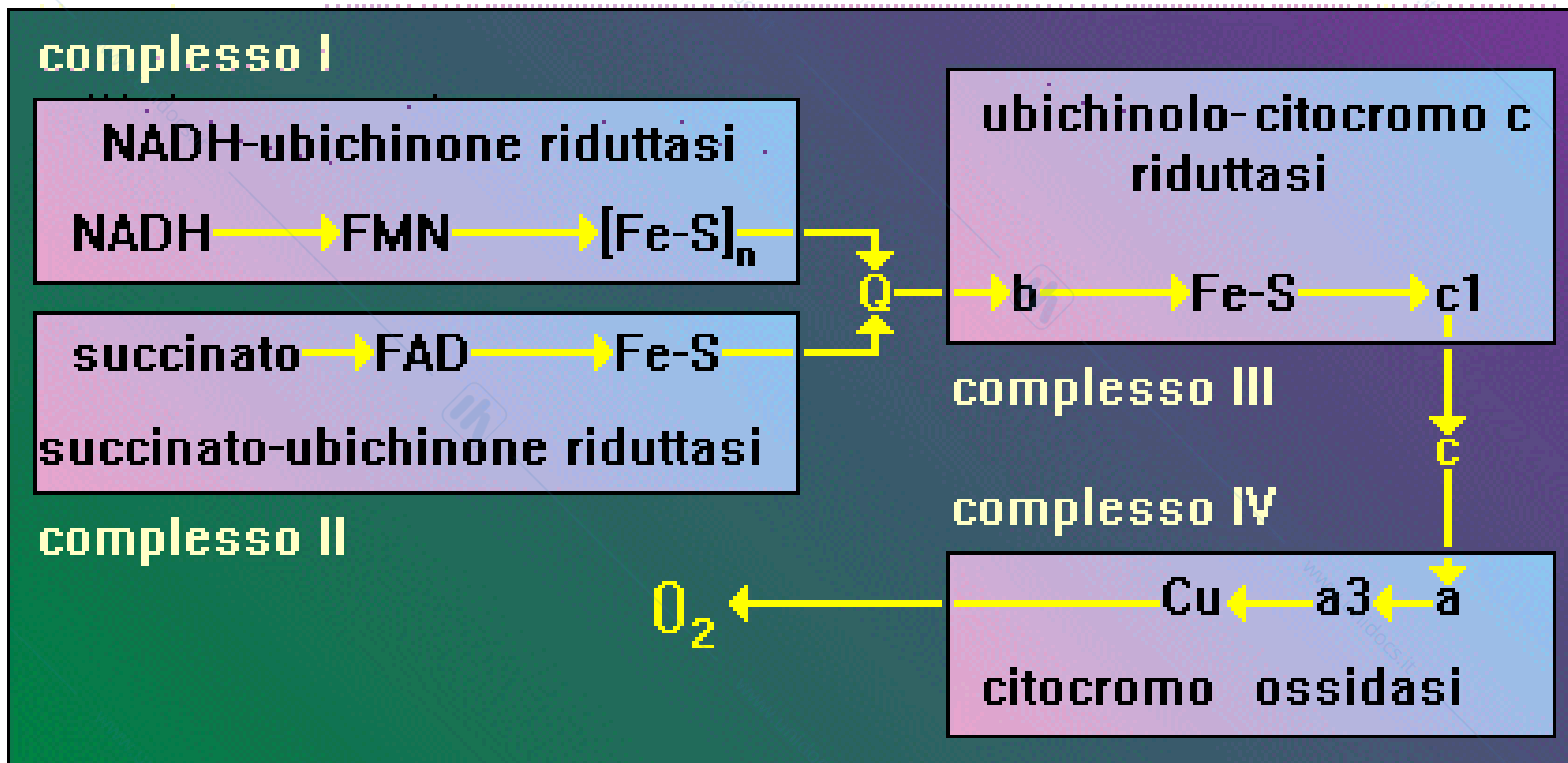 complesso I
NADH-ubichinone riduttasi
NADH FMN [Fe-S]n
Q
succinato FAD Fe-S
succinato-ubichinone riduttasi
complesso II
ubichinolo-citocromo c
riduttasi
b Fe-S c1
complesso III
c
complesso IV
O2 Cu a3 a
citocromo ossidasi